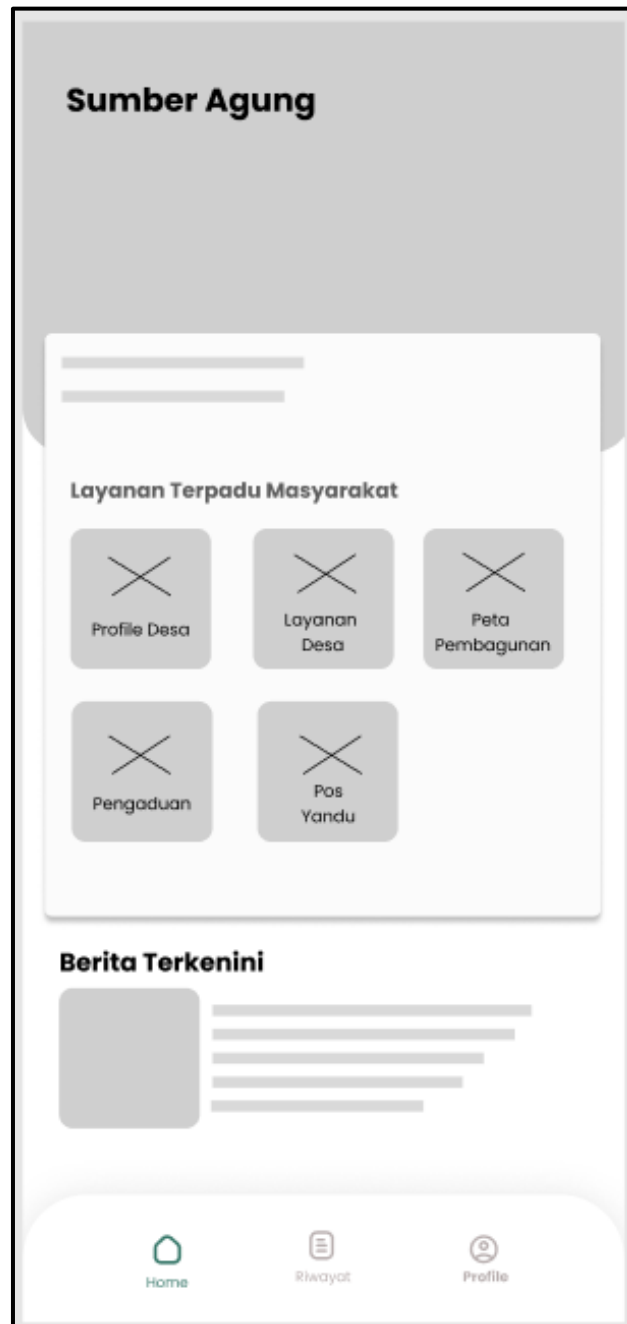 Sumber Agung
Layanan Terpadu Masyarakat
Profile Desa
Layanan
Desa
Peta
Pembagunan
Pengaduan
Pos
Yandu
Berita Terkenini
Home
Riwayat
Profile